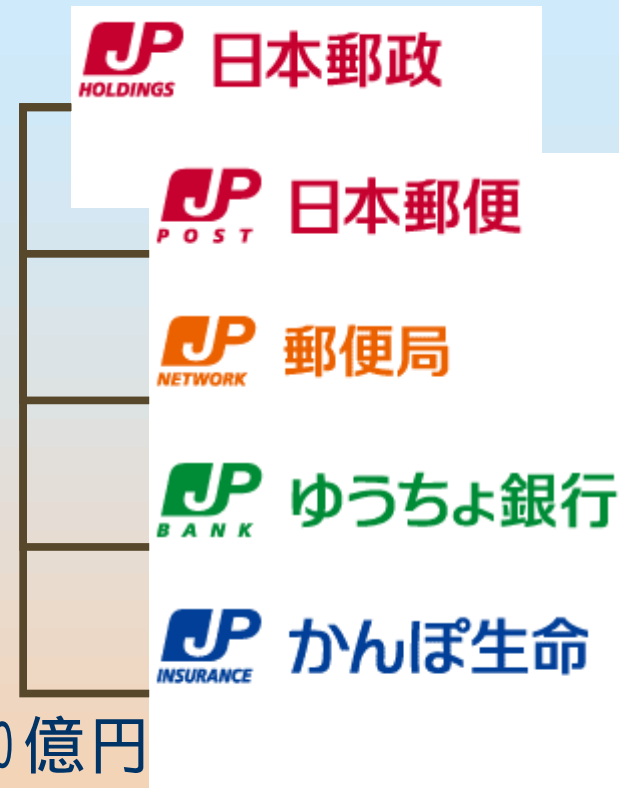 JP 日本郵政
HOLDINGS
JP 日本郵便
POST
JP 郵便局
NETWORK
JP ゆうちょ銀行
BANK
JP かんぽ生命
INSURANCE
0億円